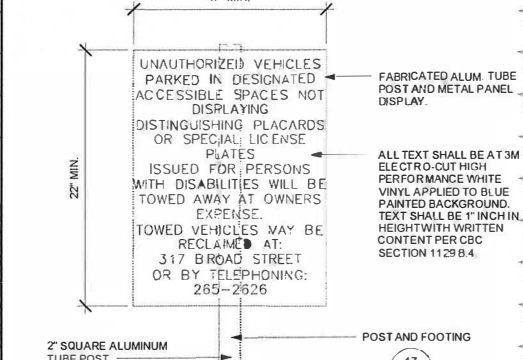 UNAUTHORIZED VEHICLES
PARKED IN DESIGNATED
ACCESSIBLE SPACES NOT
DISPLAYING
DISTINGUISHING PLACARDS
OR SPECIAL LICENSE
PLATES
ISSUED FOR PERSONS
WITH DISABILITIES WILL BE
TOWED AWAY AT OWNERS
EXPENSE.
TOWED VEHICLES MAY BE
RECLAIMED AT:
317 BROAD STREET
OR BY TELEPHONING:
265-2626
22" MIN.
FABRICATED ALUM. TUBE
POST AND METAL PANEL
DISPLAY.
ALL TEXT SHALL BE AT 3M
ELECTRO-CUT HIGH
PERFORMANCE WHITE
VINYL APPLIED TO BLUE
PAINTED BACKGROUND.
TEXT SHALL BE 1" INCH IN
HEIGHT WITH WRITTEN
CONTENT PER CBC
SECTION 1129 B.4.
POST AND FOOTING
2" SQUARE ALUMINUM
TUBE POST